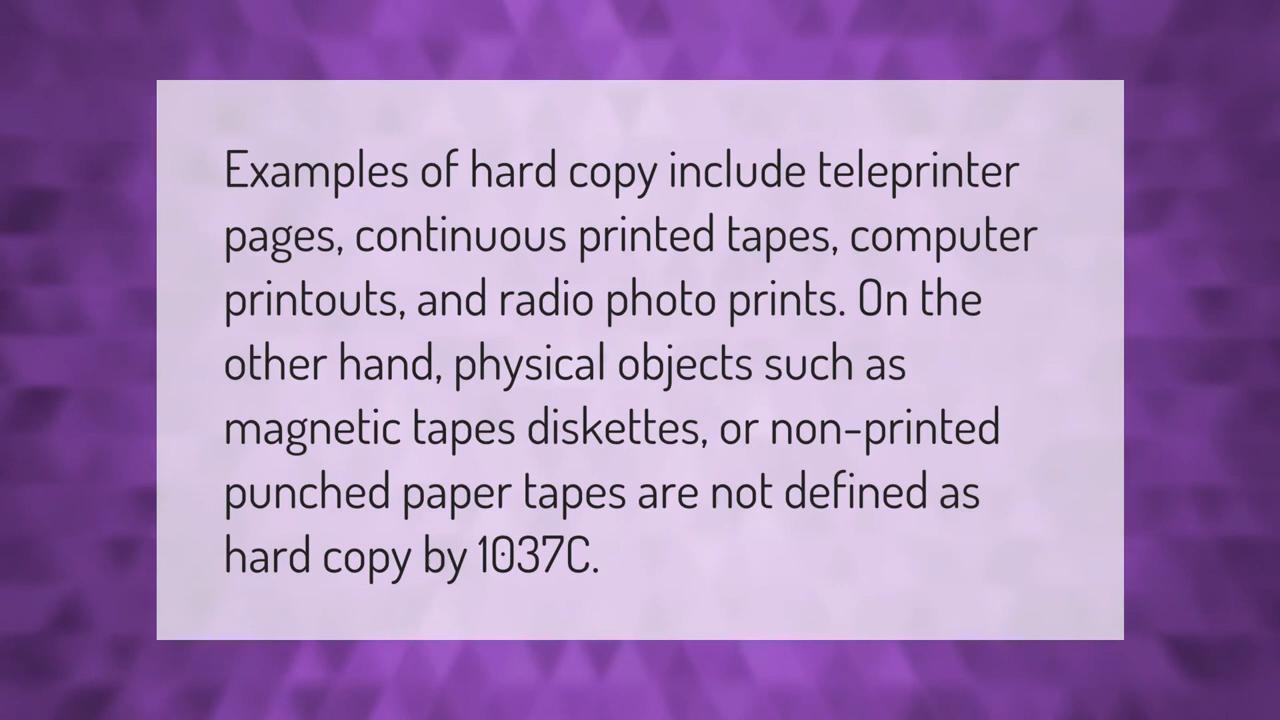 Examples of hard copy include teleprinter
pages, continuous printed tapes, computer
printouts, and radio photo prints. On the
other hand, physical objects such as
magnetic tapes diskettes, or non-printed
punched paper tapes are not defined as
hard copy by 1037C.